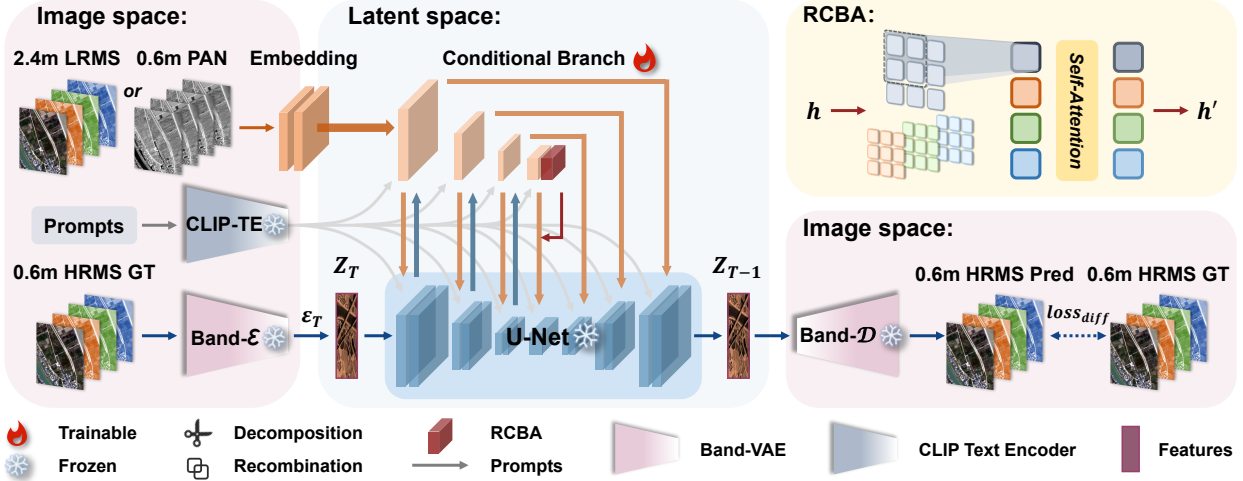 Image space:
Latent space:
RCBA:
2.4m LRMS
or
0.6m PAN
Embedding
Conditional Branch
h
Self-Attention
h'
Prompts
CLIP-TE
Image space:
0.6m HRMS GT
Z_T
Z_{T−1}
0.6m HRMS Pred
0.6m HRMS GT
Band-ℰ
ε_T
U-Net
Band-𝒟
loss_{diff}
Trainable
Decomposition
RCBA
Band-VAE
CLIP Text Encoder
Features
Frozen
Recombination
Prompts